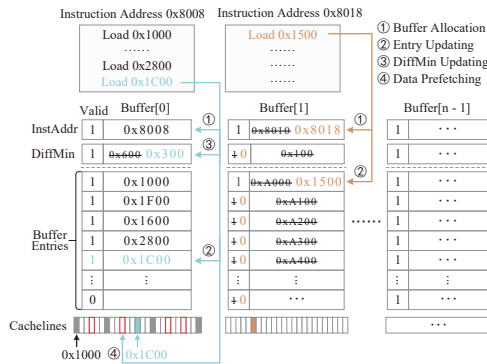 Instruction Address 0x8008
Instruction Address 0x8018
Load 0x1000
……
Load 0x2800
Load 0x1C00
Load 0x1500
……
……
……
① Buffer Allocation
② Entry Updating
③ DiffMin Updating
④ Data Prefetching
Valid Buffer[0] Buffer[1] Buffer[n - 1]
InstAddr 1 0x8008 ① 1 0x8010 0x8018 ① 1 ···
DiffMin 1 0x600 0x300 ③ 1 0 0x100 1 ···
②
Buffer
Entries
1 0x1000 1 0xA000 0x1500 1 ···
1 0x1F00 1 0 0xA100 1 ···
1 0x1600 1 0 0xA200 1 ···
1 0x2800 1 0 0xA300 …… 1 ···
1 0x1C00 ② 1 0 0xA400 1 ···
⋮ ⋮ ⋮ ⋮ ⋮ ⋮
0 1 0 ··· 1 ···
Cachelines ···
0x1000 ④ 0x1C00